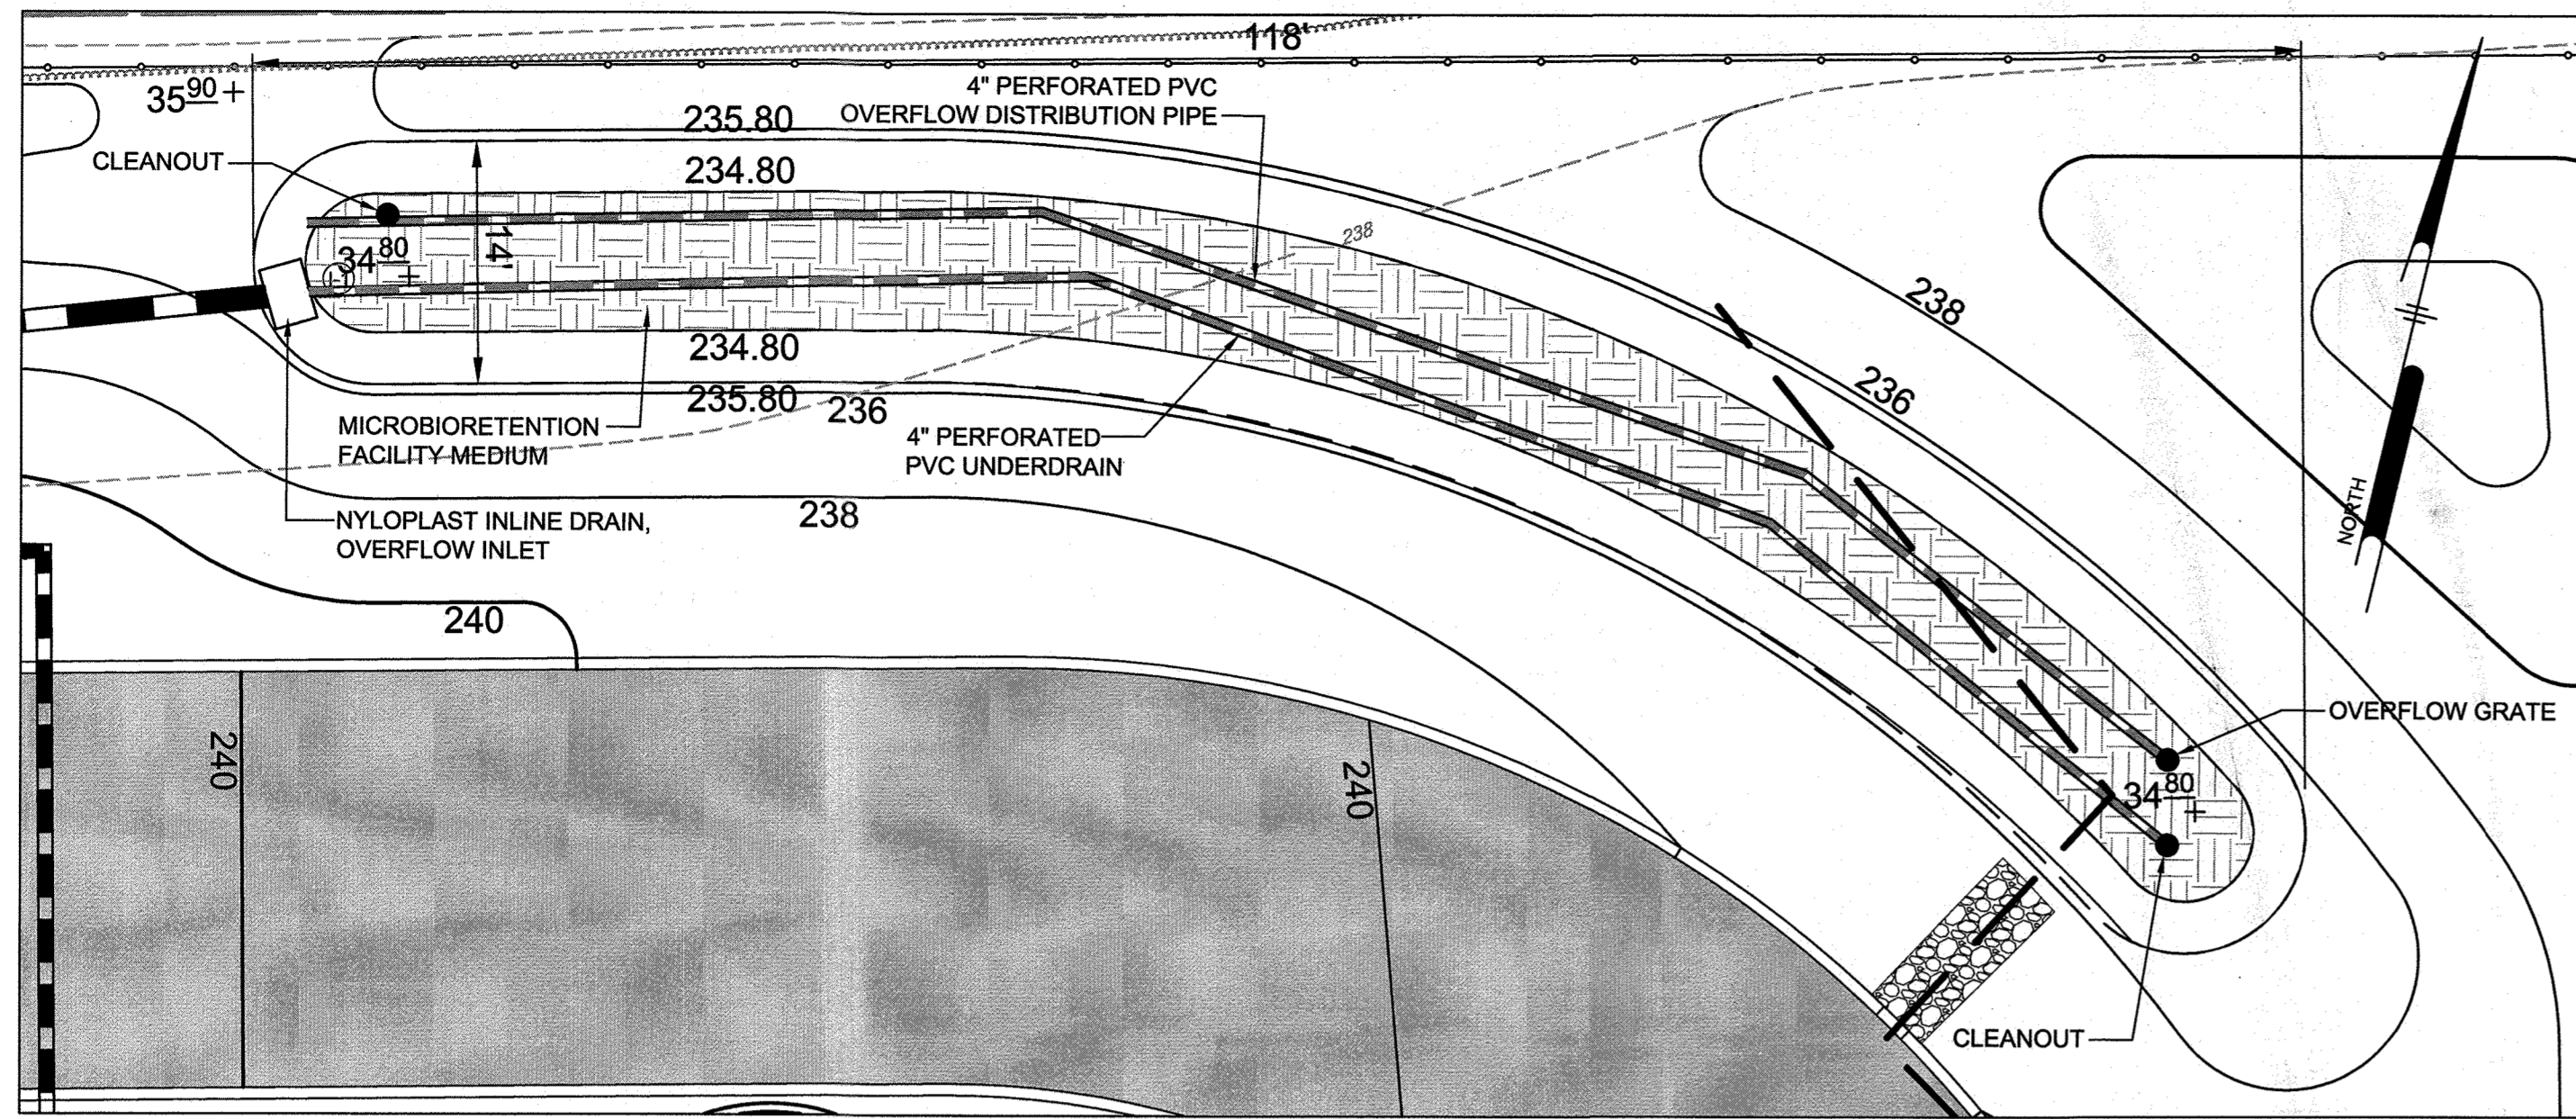 118'
35 90 +
4" PERFORATED PVC
OVERFLOW DISTRIBUTION PIPE
235.80
CLEANOUT
234.80
14'
34 80 +
238
238
234.80
235.80
236
236
MICROBIORETENTION
FACILITY MEDIUM
4" PERFORATED
PVC UNDERDRAIN
NORTH
NYLOPLAST INLINE DRAIN,
OVERFLOW INLET
238
240
OVERFLOW GRATE
240
240
34 80 +
CLEANOUT